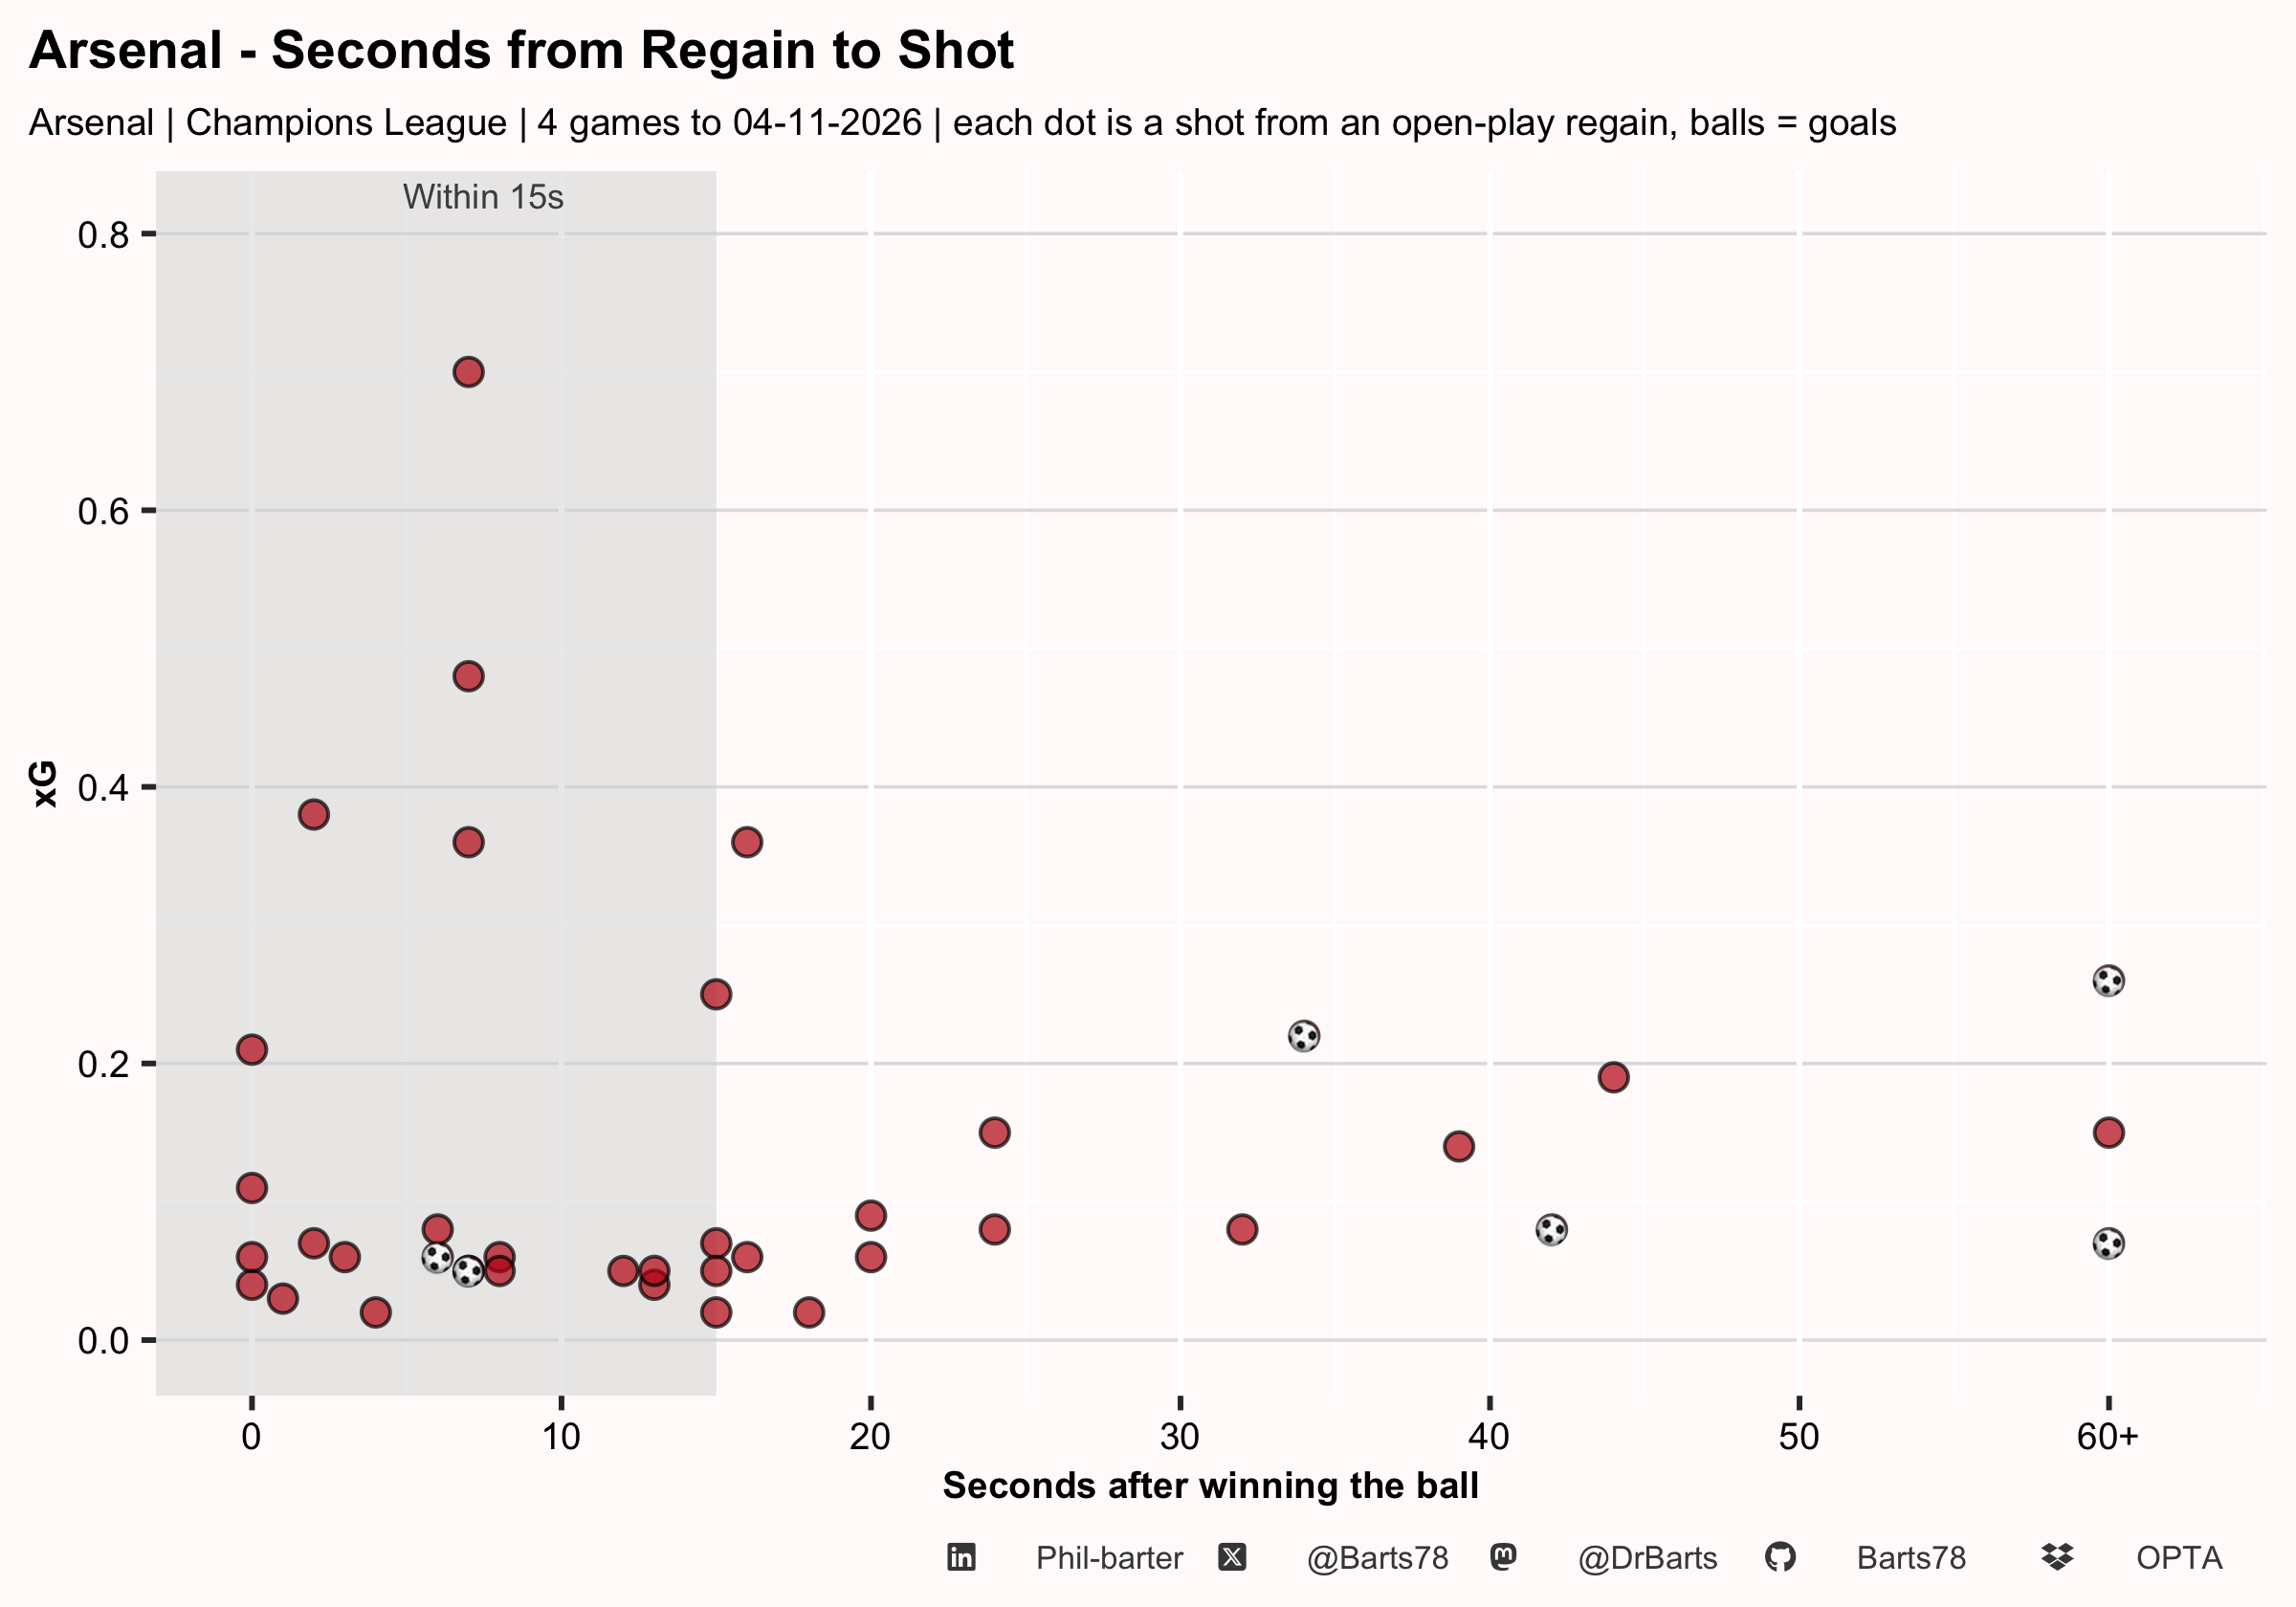 Arsenal - Seconds from Regain to Shot
Arsenal | Champions League | 4 games to 04-11-2026 | each dot is a shot from an open-play regain, balls = goals
Within 15s
0.8
0.6
0.4
0.2
0.0
xG
0 10 20 30 40 50 60+
Seconds after winning the ball
Phil-barter @Barts78 @DrBarts Barts78 OPTA